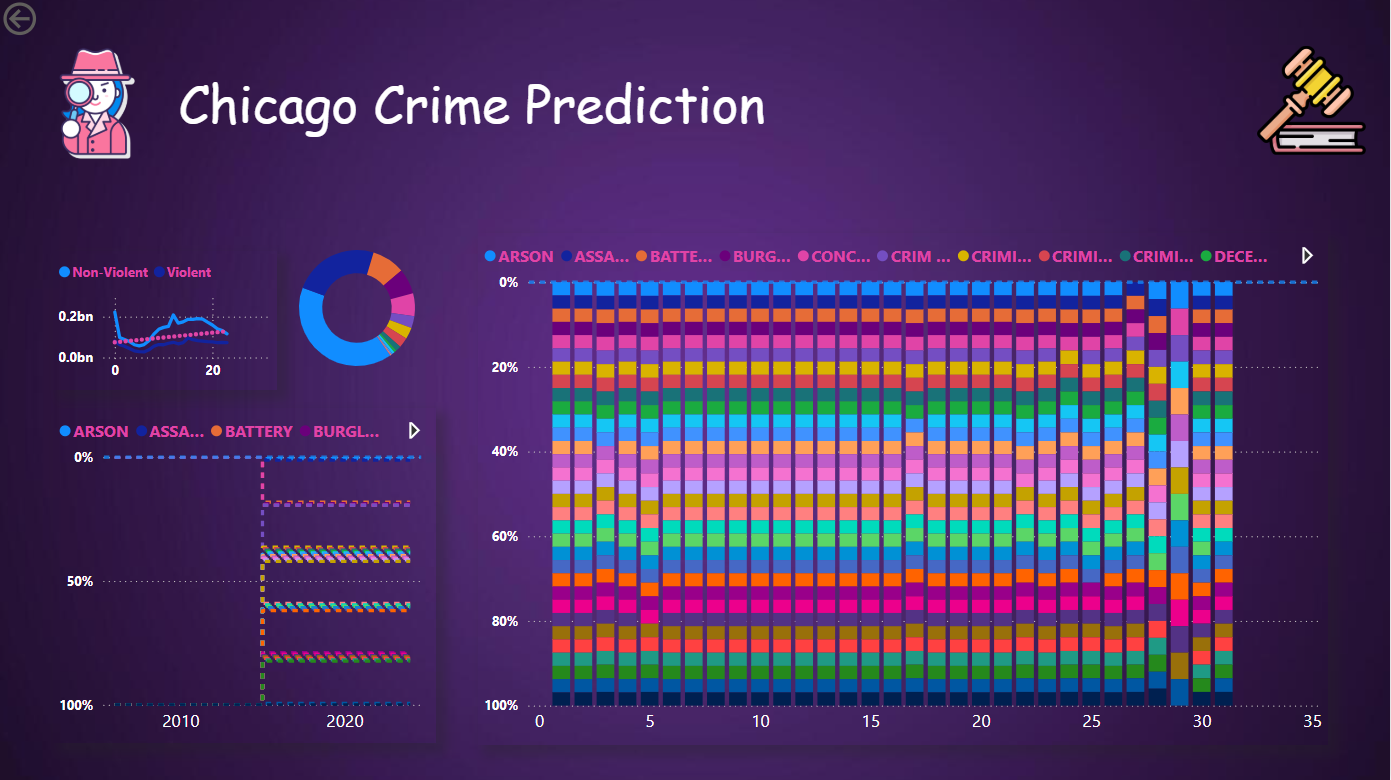 Chicago Crime Prediction
Non-Violent Violent
0.2bn
0.0bn
0 20
ARSON ASSA... BATTERY BURGL...
0%
50%
100%
2010 2020
ARSON ASSA... BATTE... BURG... CONC... CRIM ... CRIMI... CRIMI... CRIMI... DECE...
0%
20%
40%
60%
80%
100%
0 5 10 15 20 25 30 35